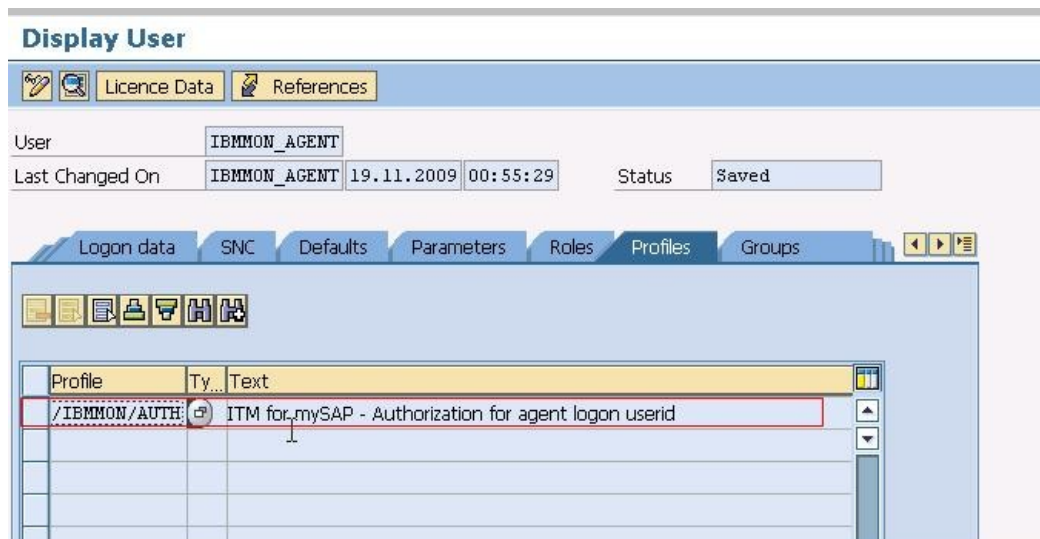 Display User
Licence Data References
User IBMMON_AGENT
Last Changed On IBMMON_AGENT 19.11.2009 00:55:29 Status Saved
Logon data SNC Defaults Parameters Roles Profiles Groups
Profile Ty... Text
/IBMMON/AUTH ITM for mySAP - Authorization for agent logon userid